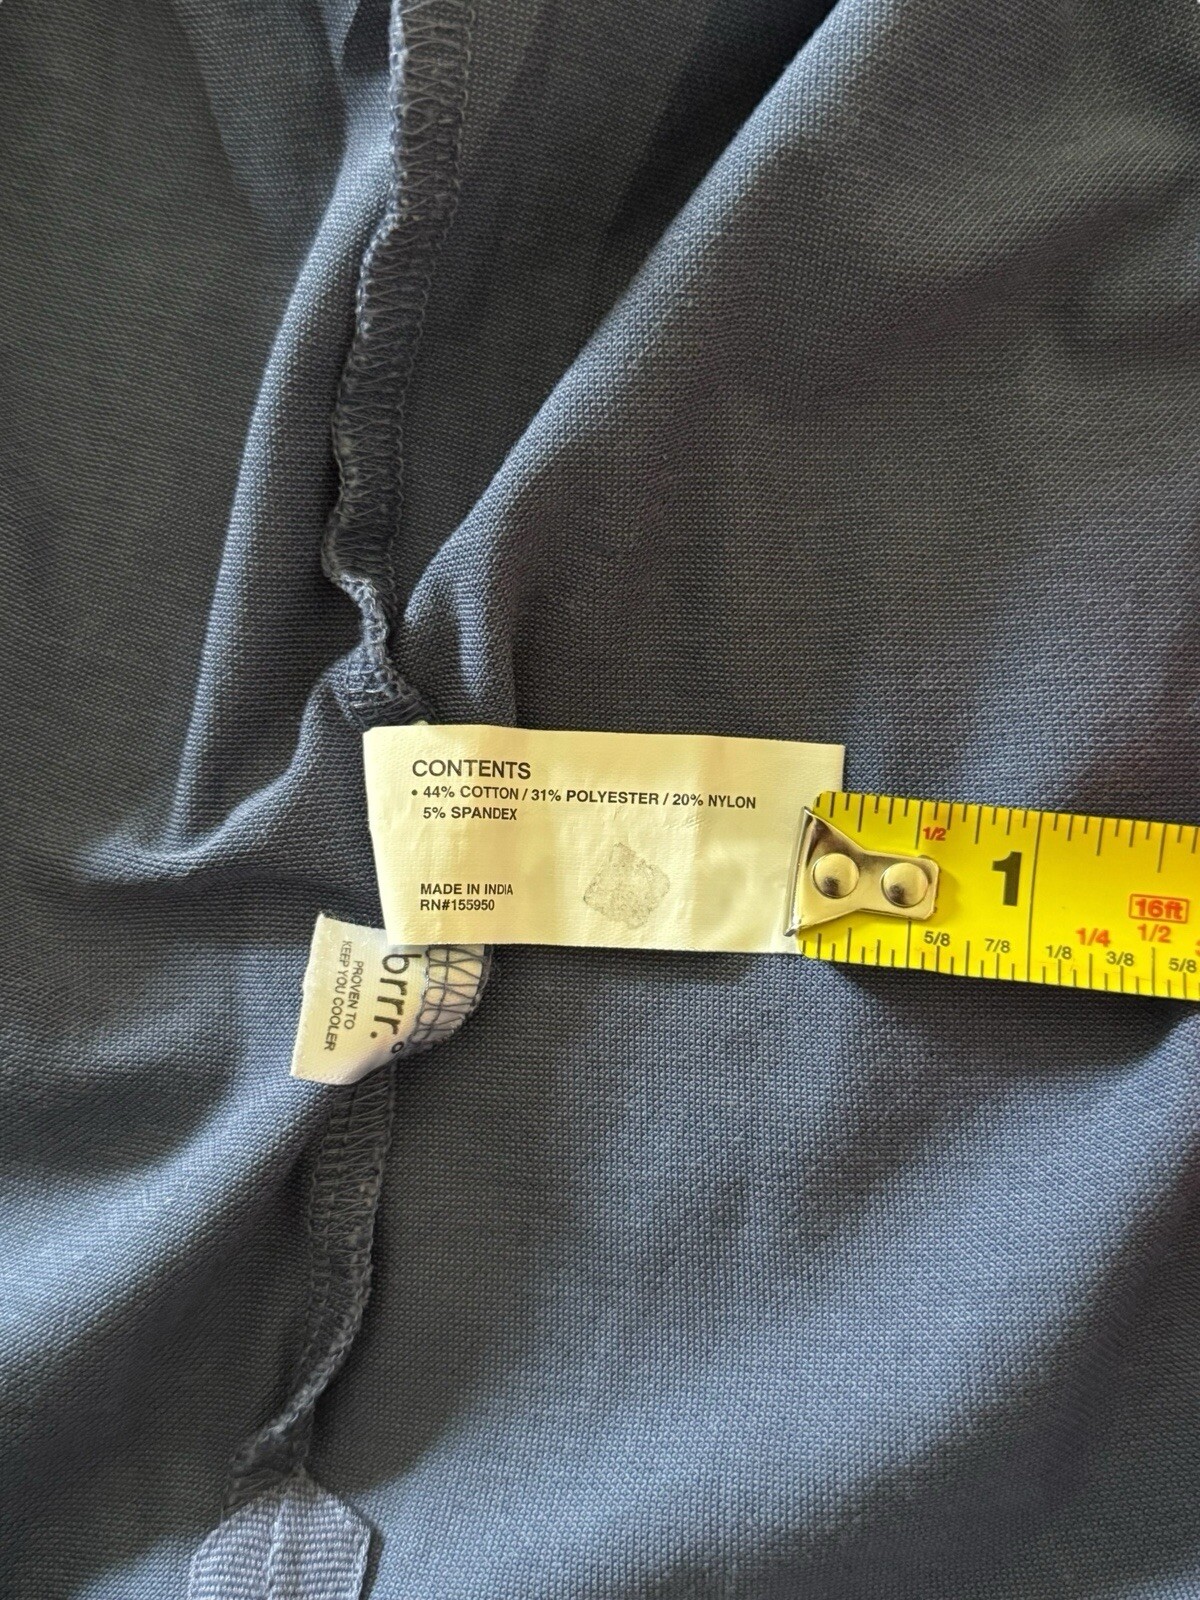 CONTENTS
• 44% COTTON / 31% POLYESTER / 20% NYLON
5% SPANDEX
MADE IN INDIA
RN#155950
brrr.°
PROVEN TO
KEEP YOU COOLER
1/2
1
16ft
5/8
7/8
1/8
1/4
3/8
1/2
5/8